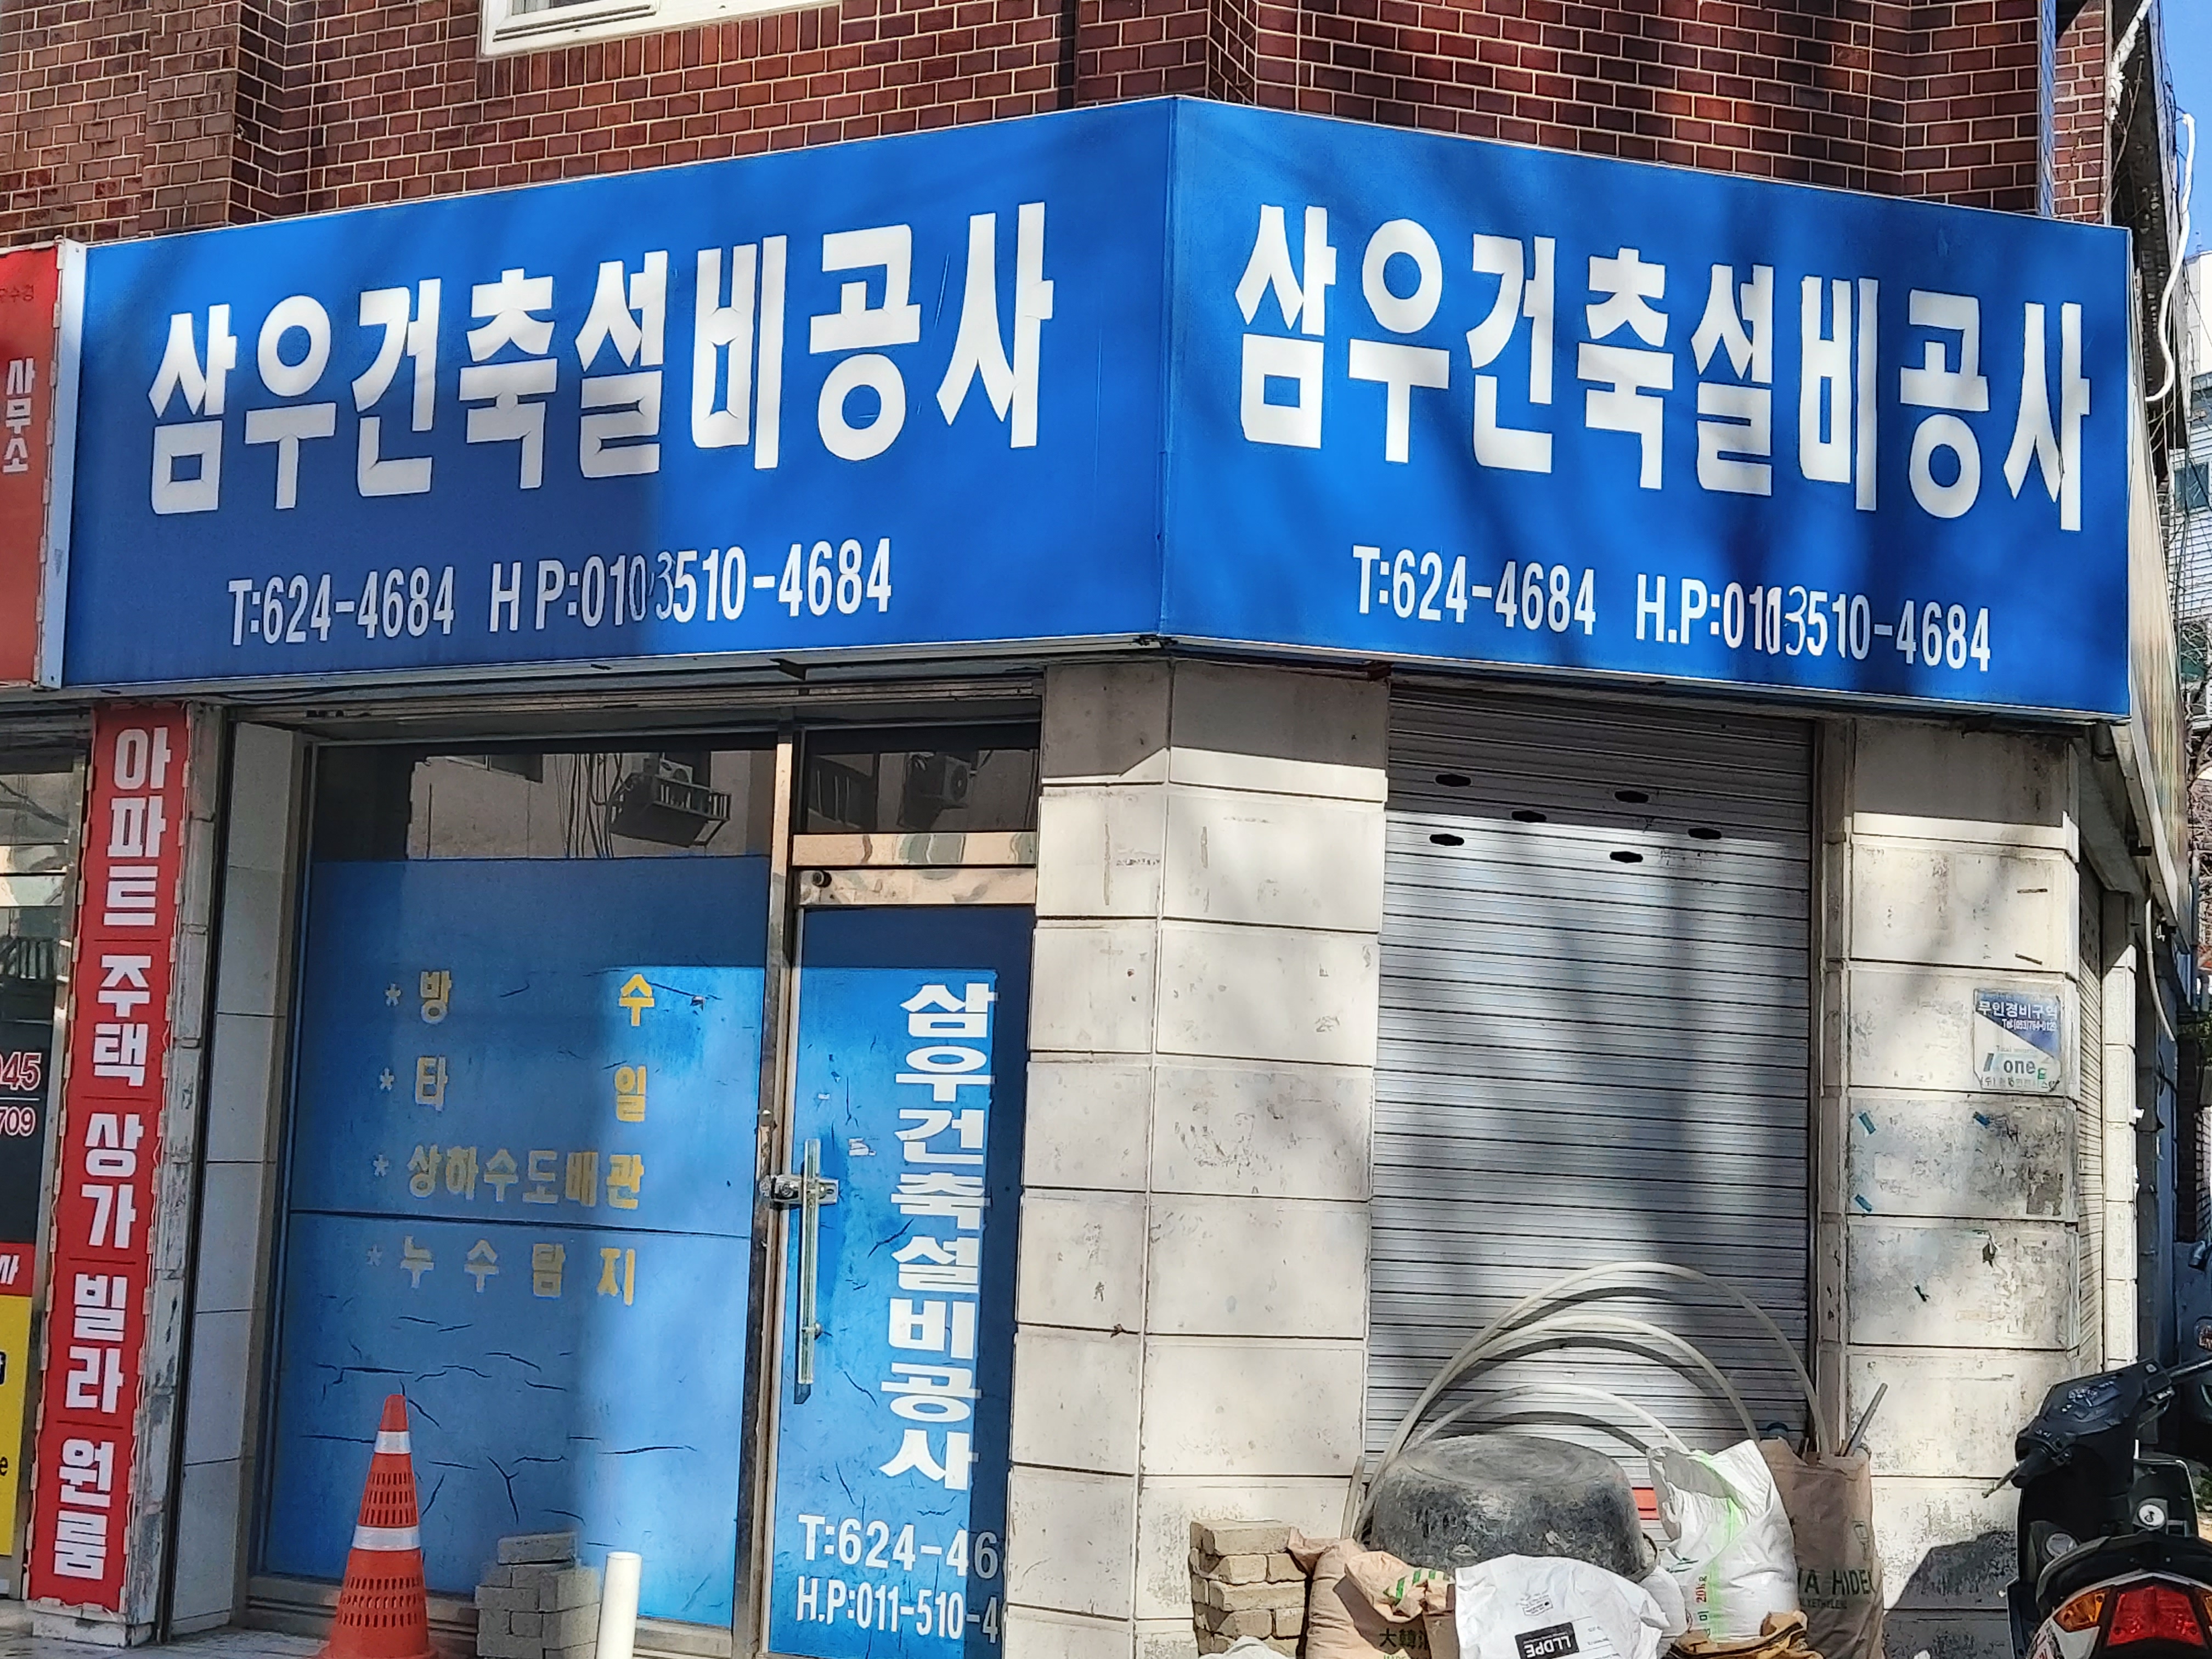 삼우건축설비공사
T:624-4684 H P:010 3510-4684
삼우건축설비공사
T:624-4684 H.P:010 3510-4684
사무소
아파트 주택 상가 빌라 원룸
045
709
* 방 수
* 타 일
* 상하수도배관
* 누 수 탐 지
삼우건축설비공사
T:624-46
H.P:011-510-4
무인경비구역
one
LLDPE